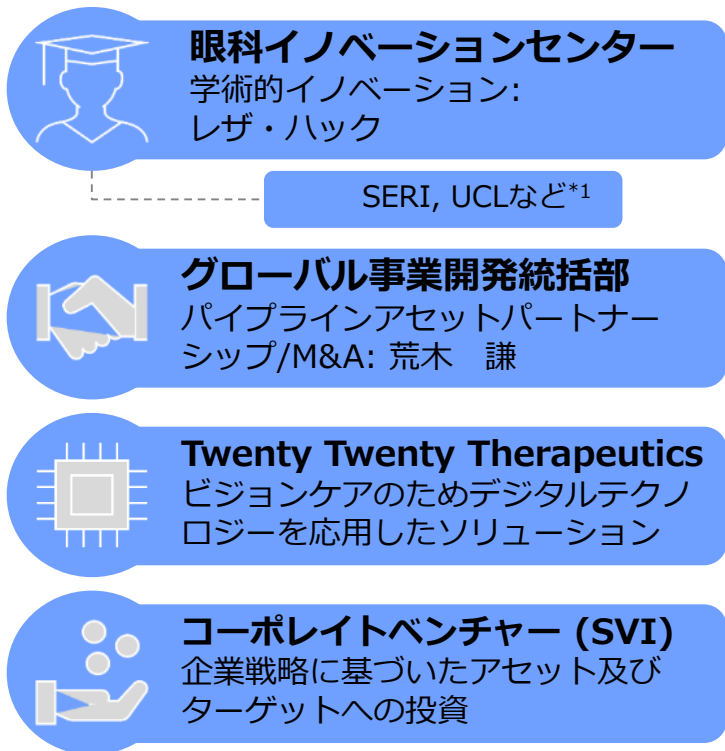 眼科イノベーションセンター
学術的イノベーション:
レザ・ハック
SERI, UCLなど*1
グローバル事業開発統括部
パイプラインアセットパートナー
シップ/M&A: 荒木　謙
Twenty Twenty Therapeutics
ビジョンケアのためデジタルテクノ
ロジーを応用したソリューション
コーポレイトベンチャー (SVI)
企業戦略に基づいたアセット及び
ターゲットへの投資